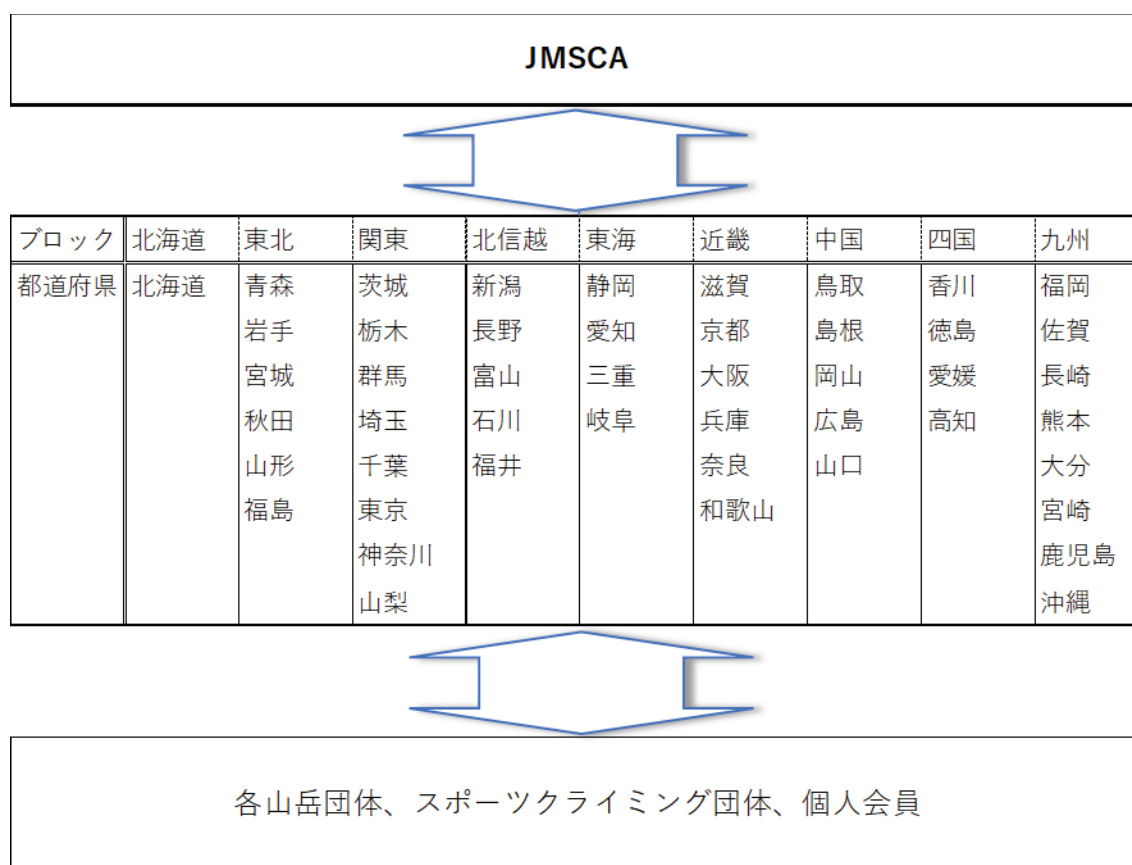 JMSCA
ブロック 北海道 東北 関東 北信越 東海 近畿 中国 四国 九州
都道府県 北海道 青森 茨城 新潟 静岡 滋賀 鳥取 香川 福岡
岩手 栃木 長野 愛知 京都 島根 徳島 佐賀
宮城 群馬 富山 三重 大阪 岡山 愛媛 長崎
秋田 埼玉 石川 岐阜 兵庫 広島 高知 熊本
山形 千葉 福井 奈良 山口 大分
福島 東京 和歌山 宮崎
神奈川 鹿児島
山梨 沖縄
各山岳団体、スポーツクライミング団体、個人会員